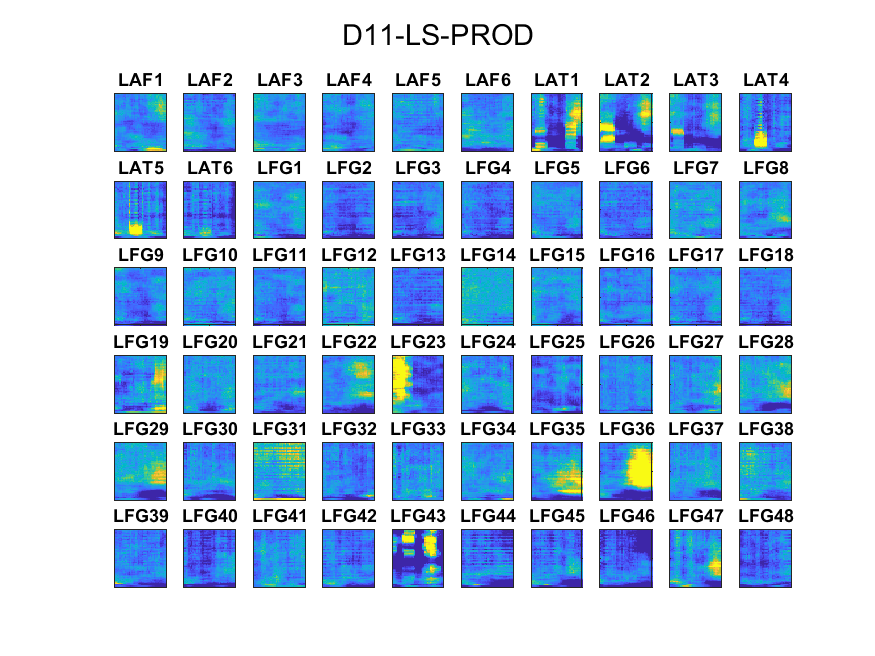 D11-LS-PROD
LAF1 LAF2 LAF3 LAF4 LAF5 LAF6 LAT1 LAT2 LAT3 LAT4
LAT5 LAT6 LFG1 LFG2 LFG3 LFG4 LFG5 LFG6 LFG7 LFG8
LFG9 LFG10 LFG11 LFG12 LFG13 LFG14 LFG15 LFG16 LFG17 LFG18
LFG19 LFG20 LFG21 LFG22 LFG23 LFG24 LFG25 LFG26 LFG27 LFG28
LFG29 LFG30 LFG31 LFG32 LFG33 LFG34 LFG35 LFG36 LFG37 LFG38
LFG39 LFG40 LFG41 LFG42 LFG43 LFG44 LFG45 LFG46 LFG47 LFG48